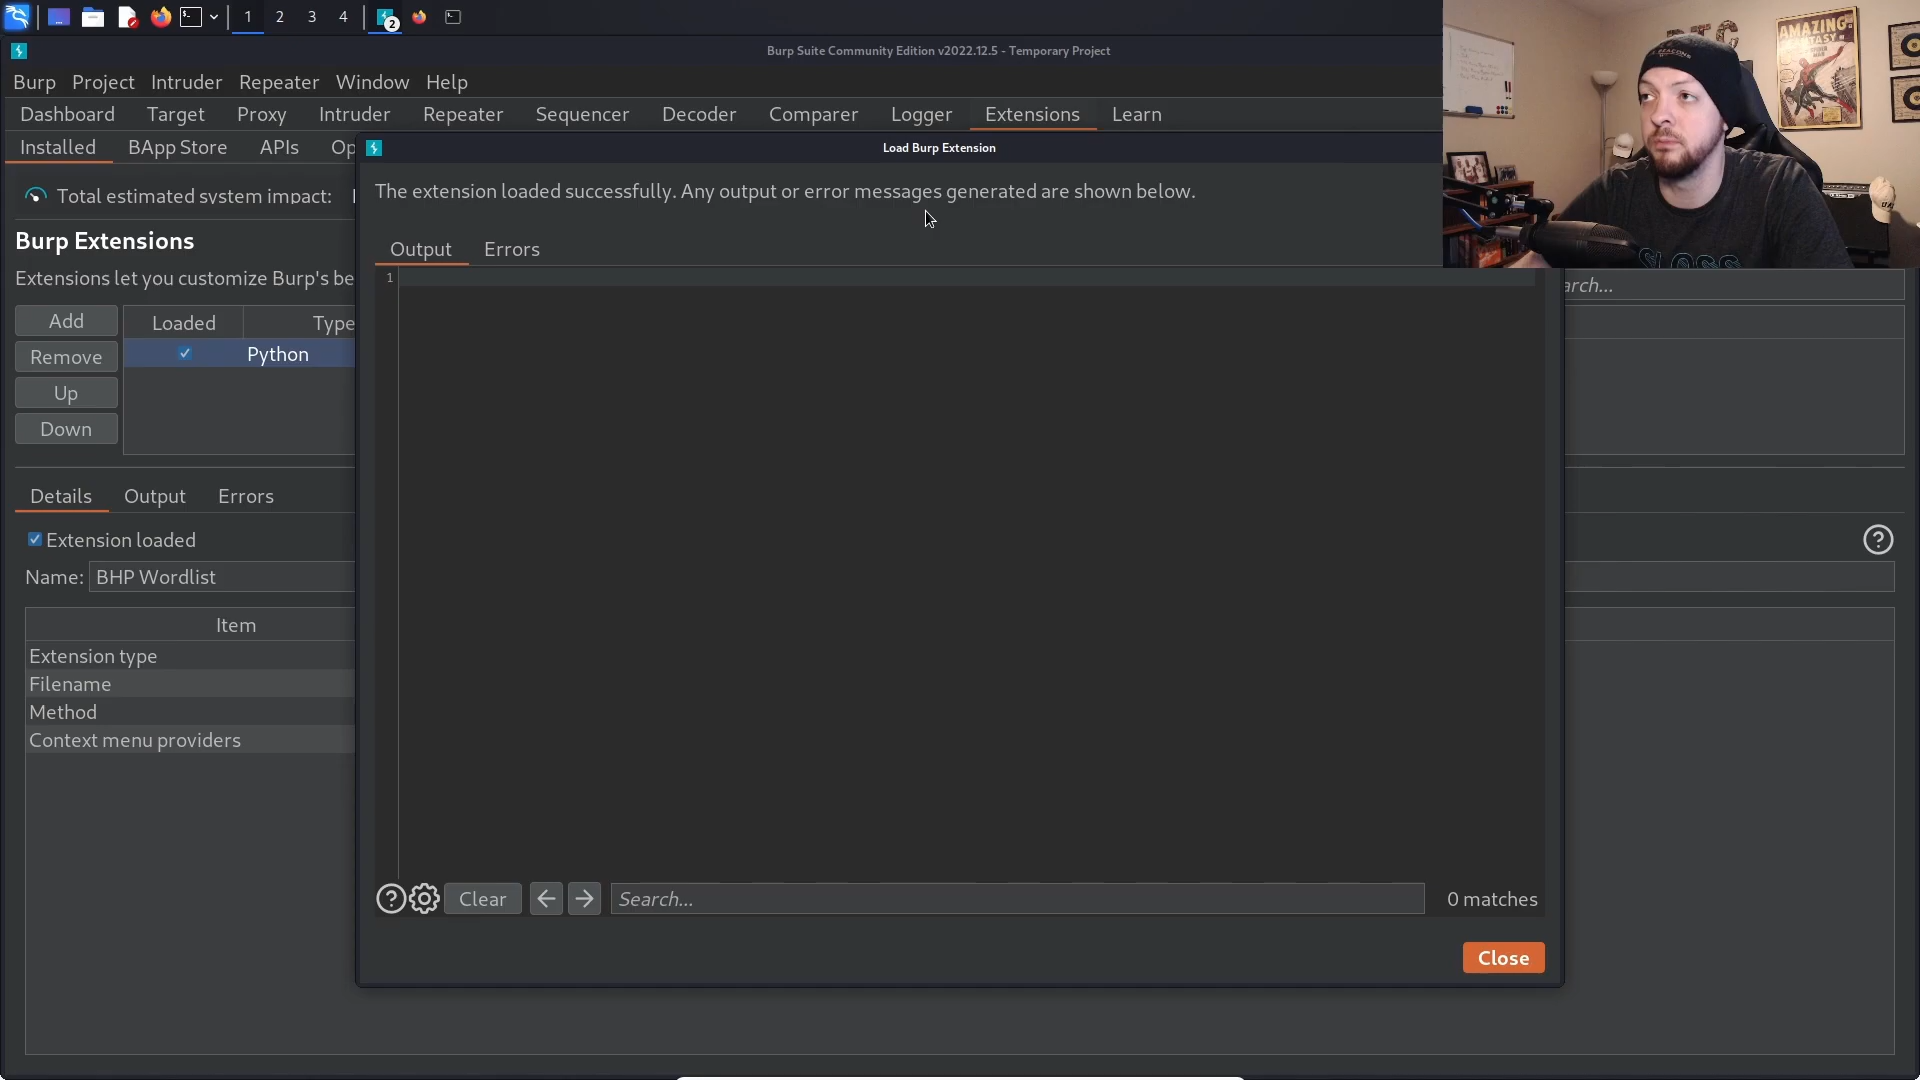 1 2 3 4 2
Burp Suite Community Edition v2022.12.5 - Temporary Project
Burp Project Intruder Repeater Window Help
Dashboard Target Proxy Intruder Repeater Sequencer Decoder Comparer Logger Extensions Learn
Installed BApp Store APIs Op
Load Burp Extension
Total estimated system impact:
The extension loaded successfully. Any output or error messages generated are shown below.
Burp Extensions
Extensions let you customize Burp's be
Output Errors
1
arch...
Add
Remove
Up
Down
Loaded Type
Python
Details Output Errors
Extension loaded
Name: BHP Wordlist
Item
Extension type
Filename
Method
Context menu providers
? Clear Search... 0 matches
Close
?
AMAZING
FANTASY